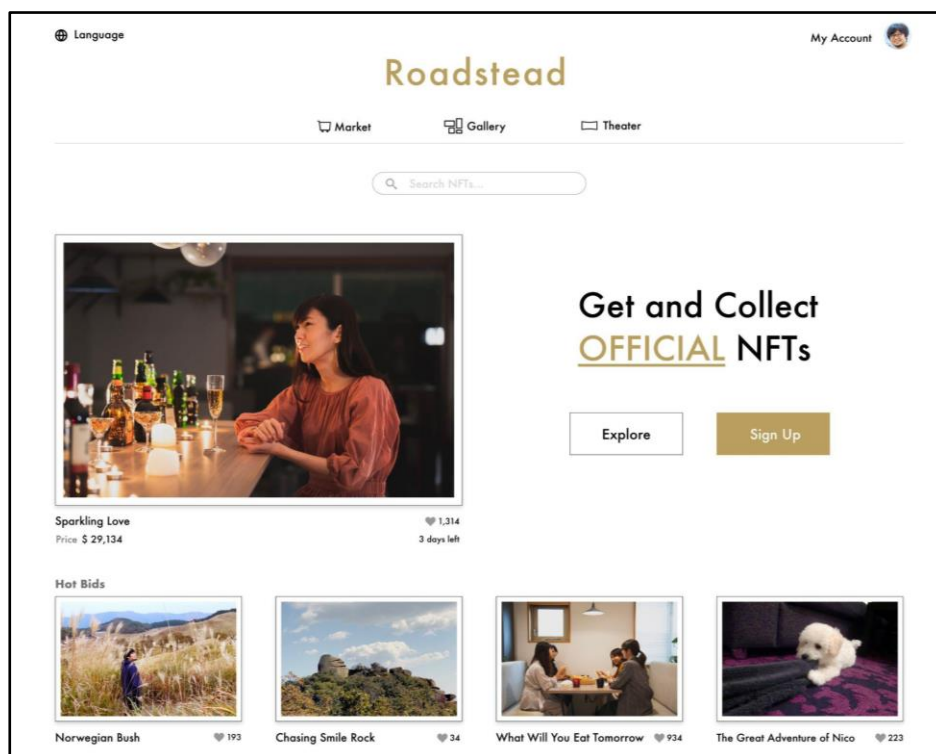 Language
My Account
Roadstead
Market Gallery Theater
Search NFTs...
Get and Collect
OFFICIAL NFTs
Explore Sign Up
Sparkling Love 1,314
Price $ 29,134 3 days left
Hot Bids
Norwegian Bush 193
Chasing Smile Rock 34
What Will You Eat Tomorrow 934
The Great Adventure of Nico 223